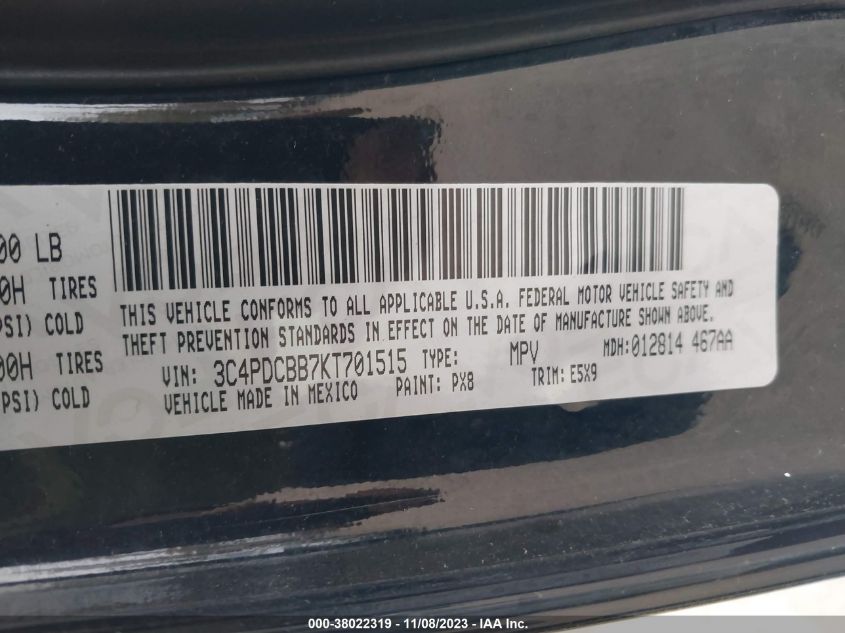 00 LB
0H TIRES
PSI) COLD
00H TIRES
PSI) COLD
THIS VEHICLE CONFORMS TO ALL APPLICABLE U.S.A. FEDERAL MOTOR VEHICLE SAFETY AND
THEFT PREVENTION STANDARDS IN EFFECT ON THE DATE OF MANUFACTURE SHOWN ABOVE.
VIN: 3C4PDCBB7KT701515 TYPE: MPV MDH:012814 467AA
VEHICLE MADE IN MEXICO PAINT: PX8 TRIM: E5X9
000-38022319 - 11/08/2023 - IAA Inc.